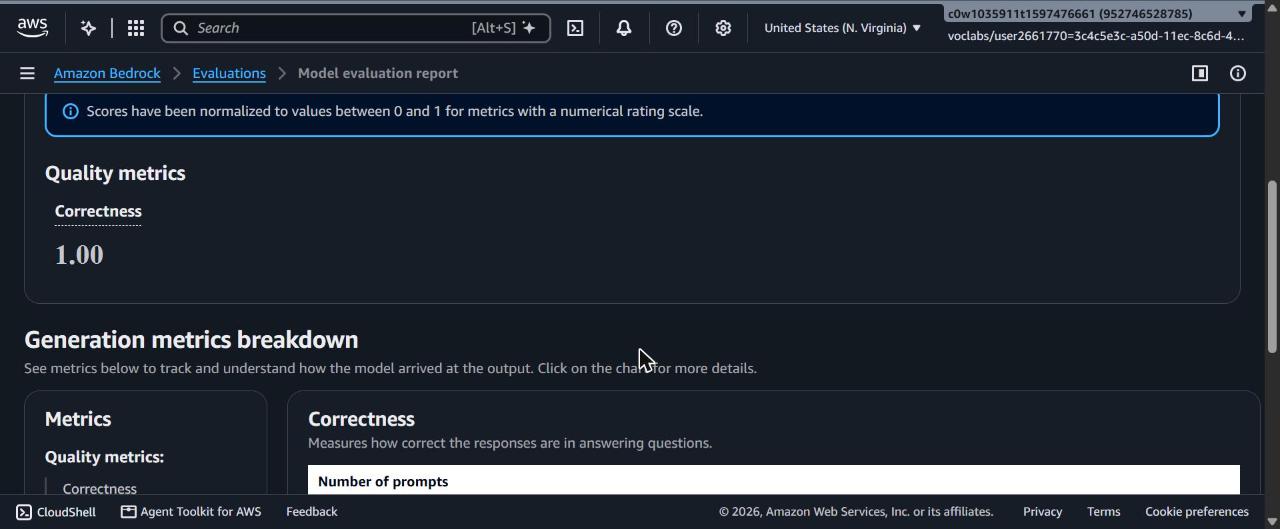 aws
Search [Alt+S]
United States (N. Virginia)
c0w1035911t1597476661 (952746528785)
voclabs/user2661770=3c4c5e3c-a50d-11ec-8c6d-4...
Amazon Bedrock > Evaluations > Model evaluation report
Scores have been normalized to values between 0 and 1 for metrics with a numerical rating scale.
Quality metrics
Correctness
1.00
Generation metrics breakdown
See metrics below to track and understand how the model arrived at the output. Click on the chart for more details.
Metrics
Quality metrics:
Correctness
Correctness
Measures how correct the responses are in answering questions.
Number of prompts
CloudShell
Agent Toolkit for AWS
Feedback
© 2026, Amazon Web Services, Inc. or its affiliates.
Privacy
Terms
Cookie preferences